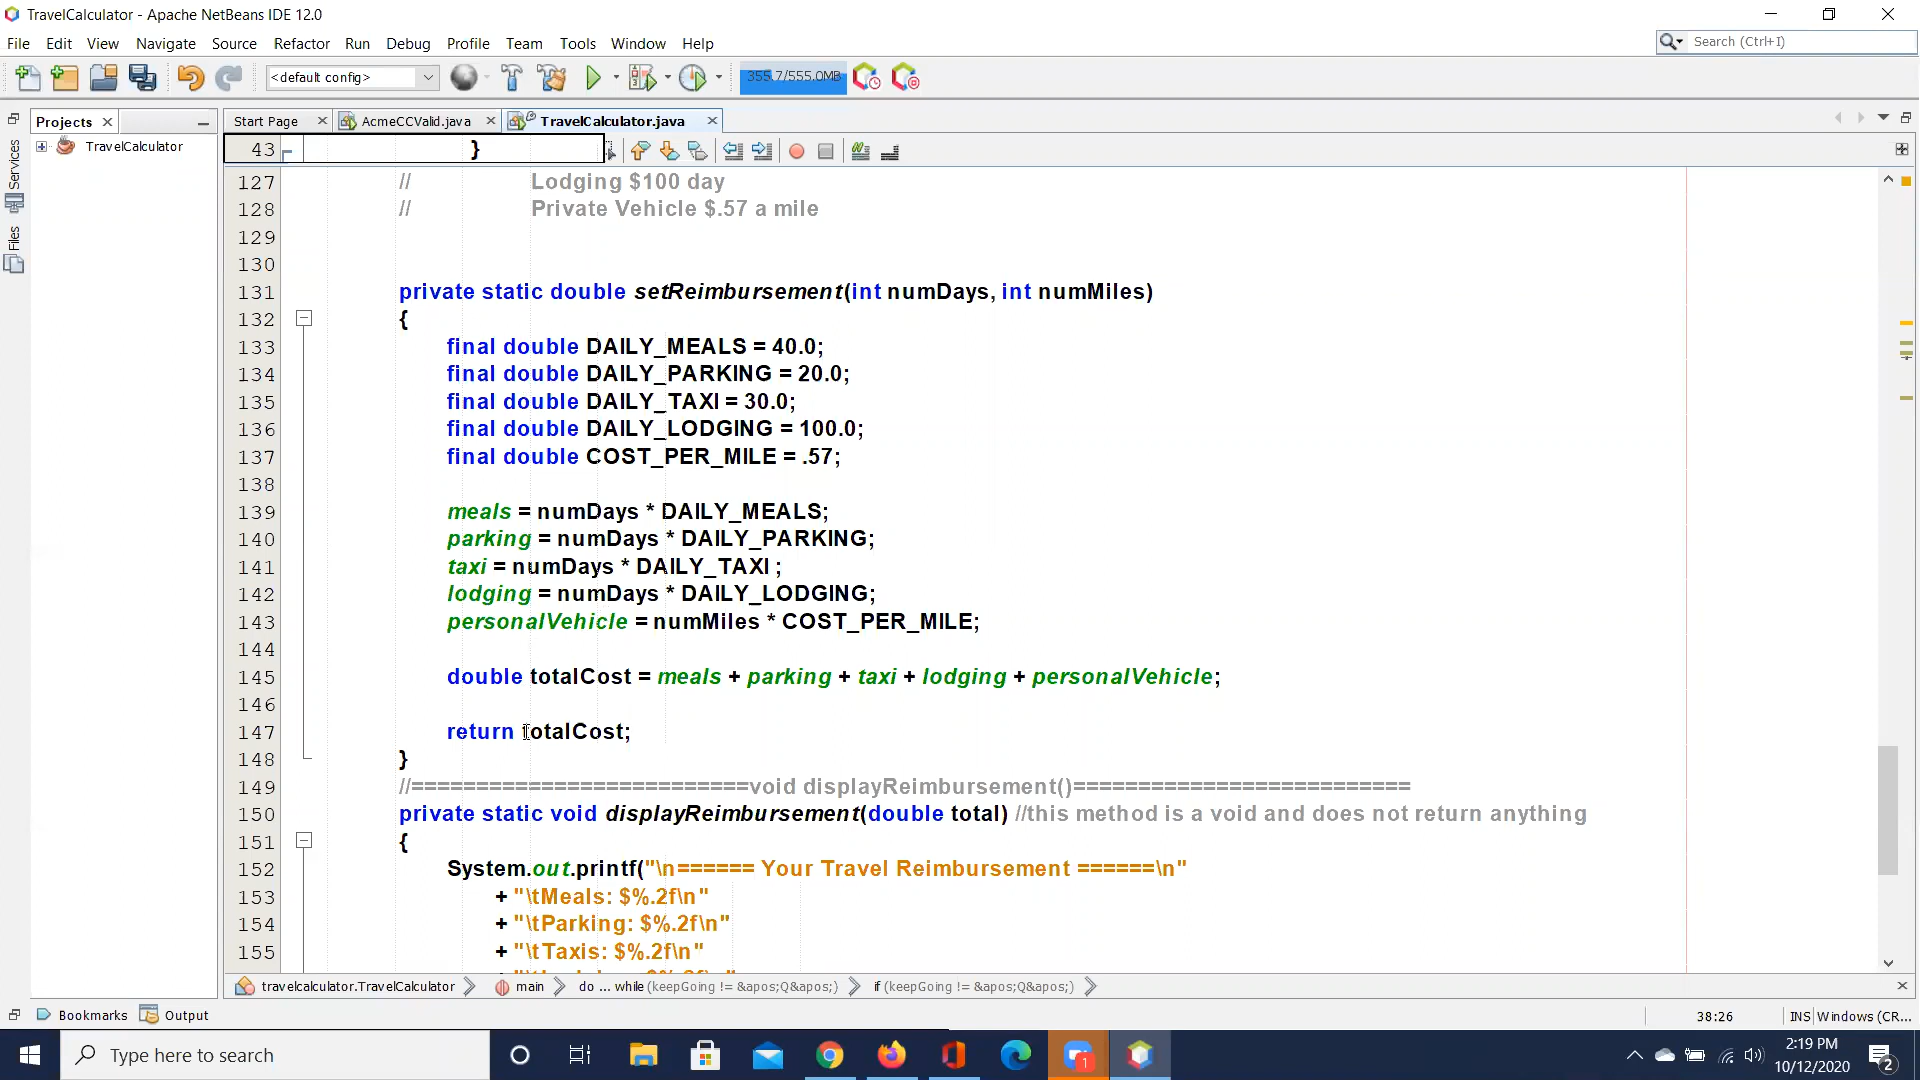 TravelCalculator - Apache NetBeans IDE 12.0
File Edit View Navigate Source Refactor Run Debug Profile Team Tools Window Help
Search (Ctrl+I)
<default config>
355.7/555.0MB
Projects
Start Page
AcmeCCValid.java
TravelCalculator.java
TravelCalculator
Services
Files
43 }
127 // Lodging $100 day
128 // Private Vehicle $.57 a mile
129
130
131 private static double setReimbursement(int numDays, int numMiles)
132 {
133 final double DAILY_MEALS = 40.0;
134 final double DAILY_PARKING = 20.0;
135 final double DAILY_TAXI = 30.0;
136 final double DAILY_LODGING = 100.0;
137 final double COST_PER_MILE = .57;
138
139 meals = numDays * DAILY_MEALS;
140 parking = numDays * DAILY_PARKING;
141 taxi = numDays * DAILY_TAXI ;
142 lodging = numDays * DAILY_LODGING;
143 personalVehicle = numMiles * COST_PER_MILE;
144
145 double totalCost = meals + parking + taxi + lodging + personalVehicle;
146
147 return totalCost;
148 }
149 //==========================void displayReimbursement()==========================
150 private static void displayReimbursement(double total) //this method is a void and does not return anything
151 {
152 System.out.printf("\n====== Your Travel Reimbursement ======\n"
153 + "\tMeals: $%.2f\n"
154 + "\tParking: $%.2f\n"
155 + "\tTaxis: $%.2f\n"
travelcalculator.TravelCalculator main do ... while (keepGoing != &apos;Q&apos;) if (keepGoing != &apos;Q&apos;)
Bookmarks Output
38:26 INS Windows (CR...
Type here to search
1
2:19 PM
10/12/2020
2